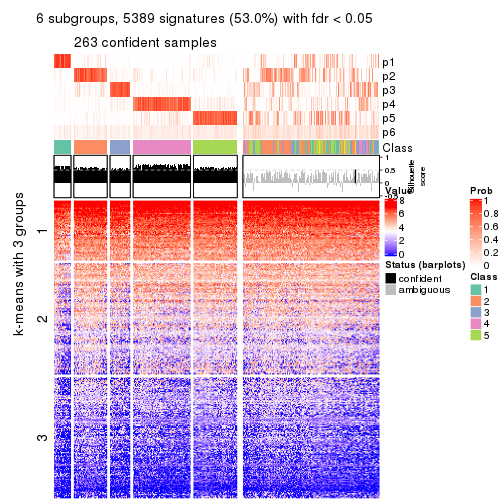 6 subgroups, 5389 signatures (53.0%) with fdr < 0.05
263 confident samples
p1
p2
p3
p4
p5
p6
Class
1
0.5
0
-0.5
Silhouette
score
k-means with 3 groups
1
2
3
Value
8
6
4
2
0
Status (barplots)
confident
ambiguous
Prob
1
0.8
0.6
0.4
0.2
0
Class
1
2
3
4
5